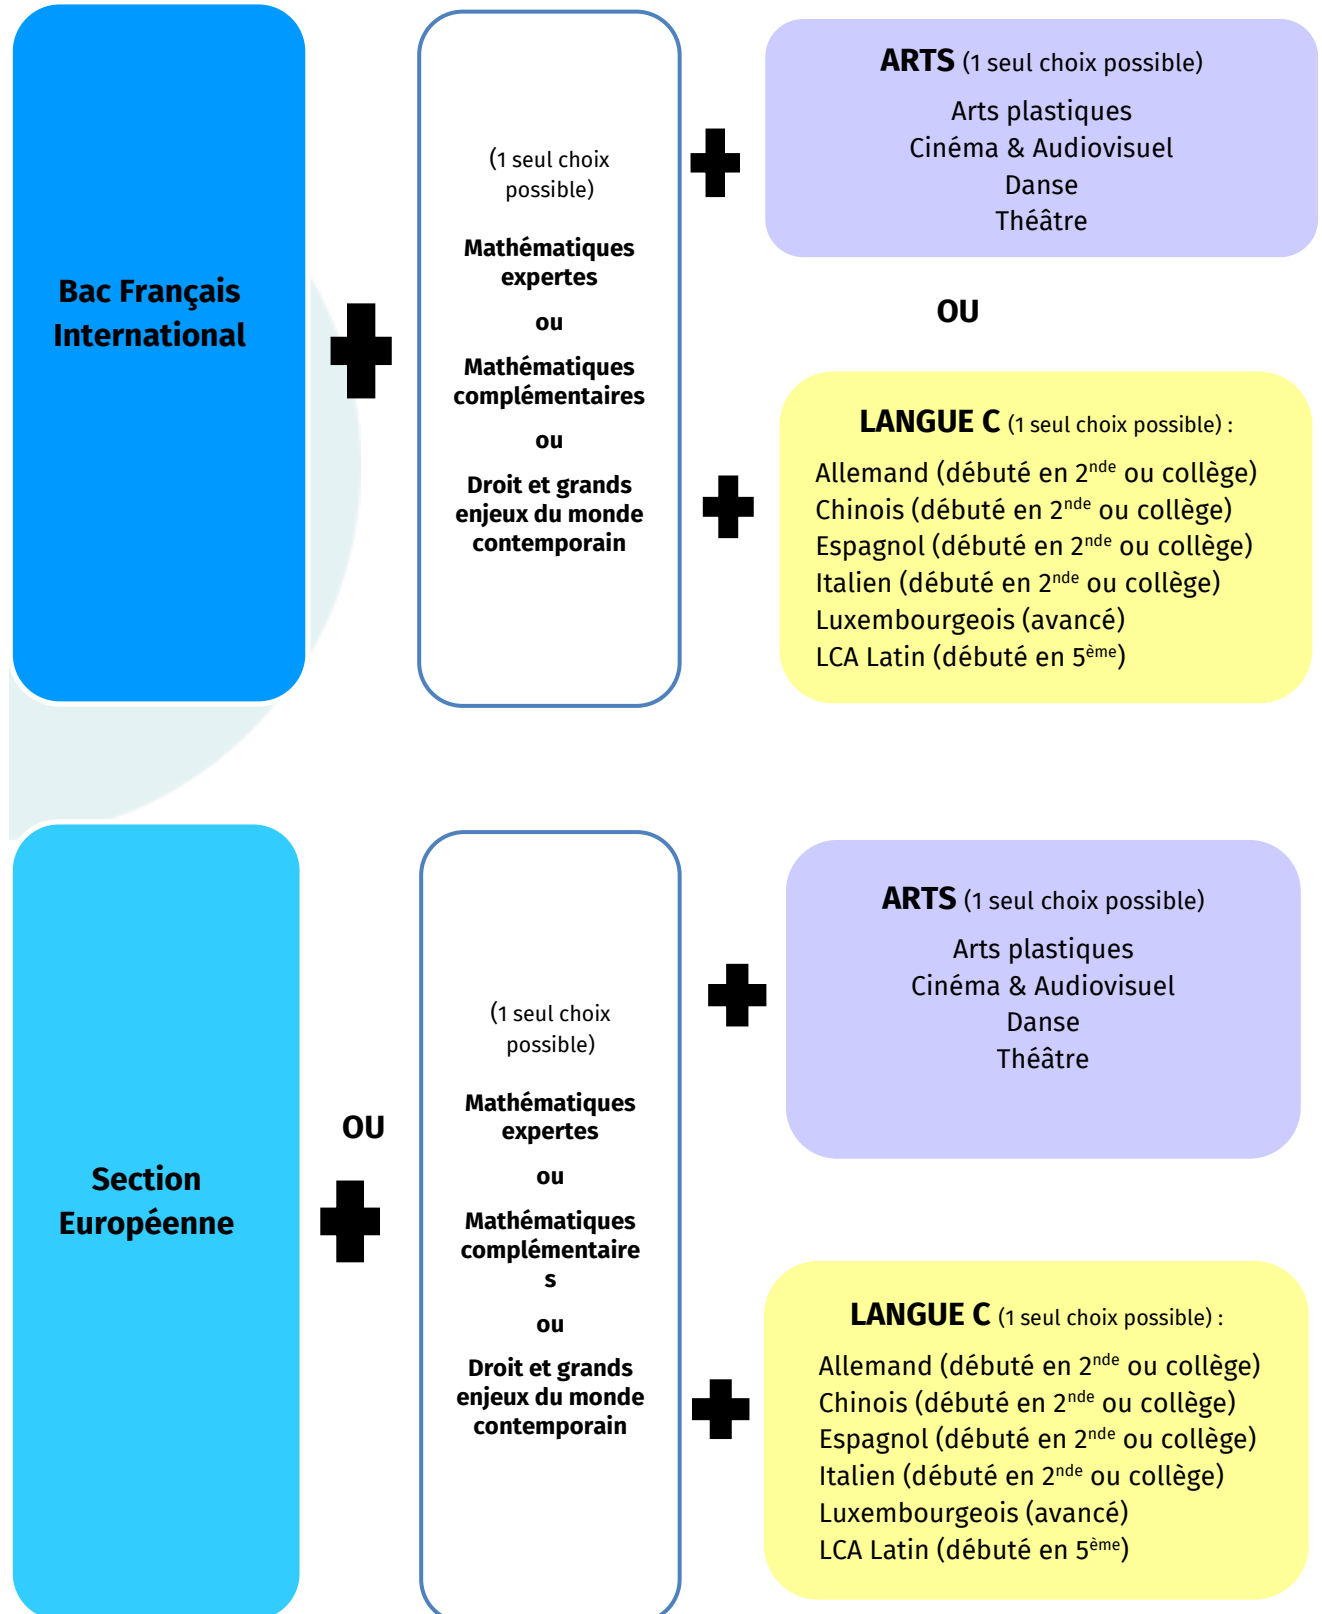 Bac Français
International
(1 seul choix
possible)
Mathématiques
expertes
ou
Mathématiques
complémentaires
ou
Droit et grands
enjeux du monde
contemporain
ARTS (1 seul choix possible)
Arts plastiques
Cinéma & Audiovisuel
Danse
Théâtre
OU
LANGUE C (1 seul choix possible) :
Allemand (débuté en 2nde ou collège)
Chinois (débuté en 2nde ou collège)
Espagnol (débuté en 2nde ou collège)
Italien (débuté en 2nde ou collège)
Luxembourgeois (avancé)
LCA Latin (débuté en 5ème)
Section
Européenne
OU
(1 seul choix
possible)
Mathématiques
expertes
ou
Mathématiques
complémentaire
s
ou
Droit et grands
enjeux du monde
contemporain
ARTS (1 seul choix possible)
Arts plastiques
Cinéma & Audiovisuel
Danse
Théâtre
LANGUE C (1 seul choix possible) :
Allemand (débuté en 2nde ou collège)
Chinois (débuté en 2nde ou collège)
Espagnol (débuté en 2nde ou collège)
Italien (débuté en 2nde ou collège)
Luxembourgeois (avancé)
LCA Latin (débuté en 5ème)